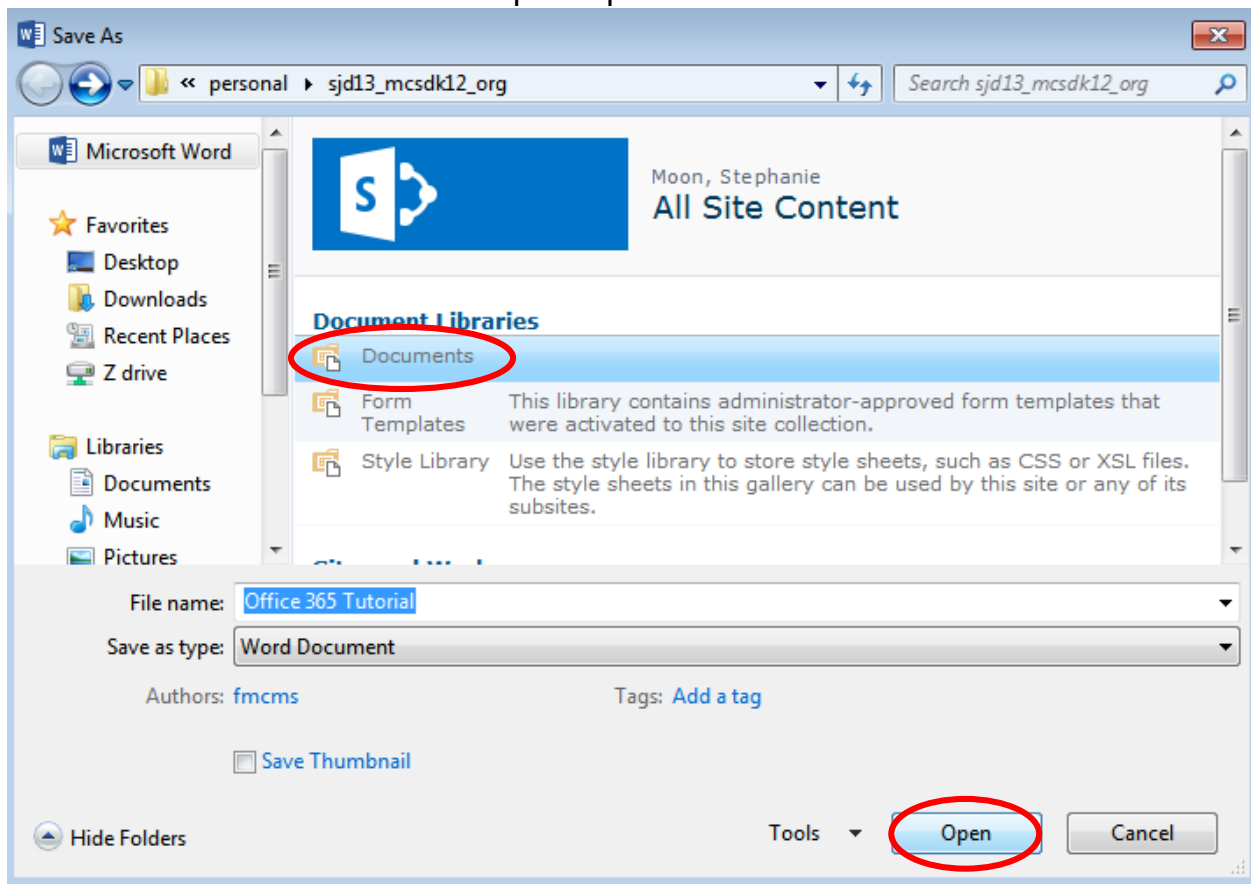 Save As
« personal ▸ sjd13_mcsdk12_org
Search sjd13_mcsdk12_org
Microsoft Word
Favorites
Desktop
Downloads
Recent Places
Z drive
Libraries
Documents
Music
Pictures
S
Moon, Stephanie
All Site Content
Document Libraries
Documents
Form Templates
This library contains administrator-approved form templates that
were activated to this site collection.
Style Library
Use the style library to store style sheets, such as CSS or XSL files.
The style sheets in this gallery can be used by this site or any of its
subsites.
File name: Office 365 Tutorial
Save as type: Word Document
Authors: fmcms
Tags: Add a tag
Save Thumbnail
Hide Folders
Tools
Open
Cancel